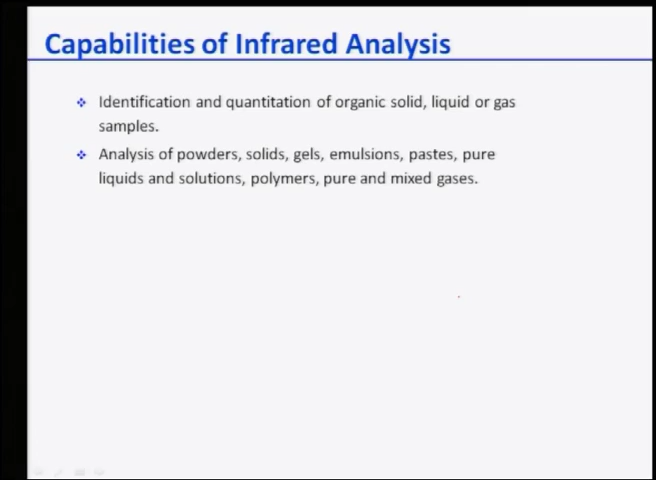 Capabilities of Infrared Analysis
Identification and quantitation of organic solid, liquid or gas
samples.
Analysis of powders, solids, gels, emulsions, pastes, pure
liquids and solutions, polymers, pure and mixed gases.